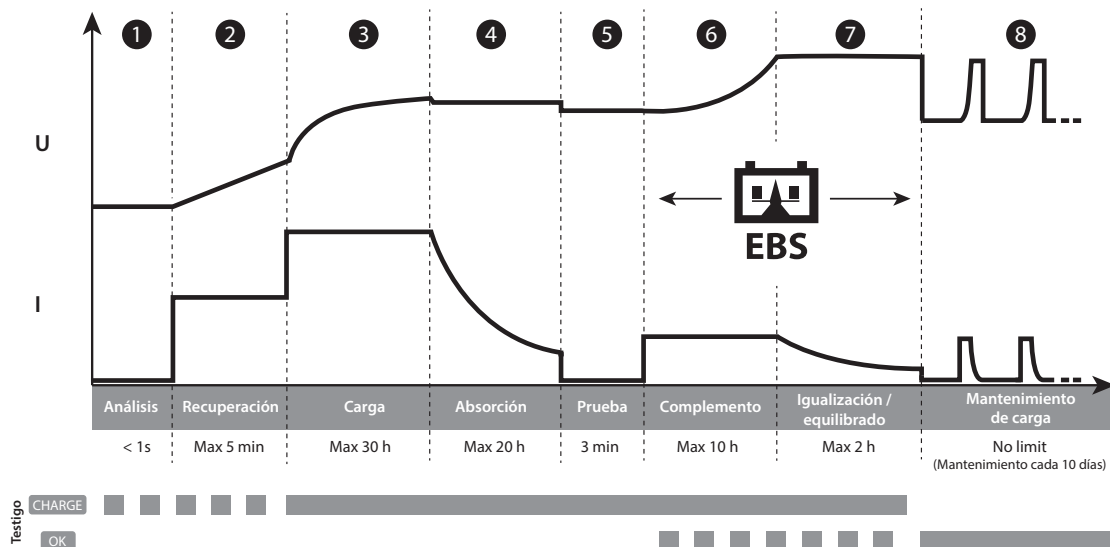 1 2 3 4 5 6 7 8
U
EBS
I
Análisis Recuperación Carga Absorción Prueba Complemento Igualización / equilibrado Mantenimiento de carga
< 1s Max 5 min Max 30 h Max 20 h 3 min Max 10 h Max 2 h No limit
(Mantenimiento cada 10 días)
Testigo
CHARGE
OK